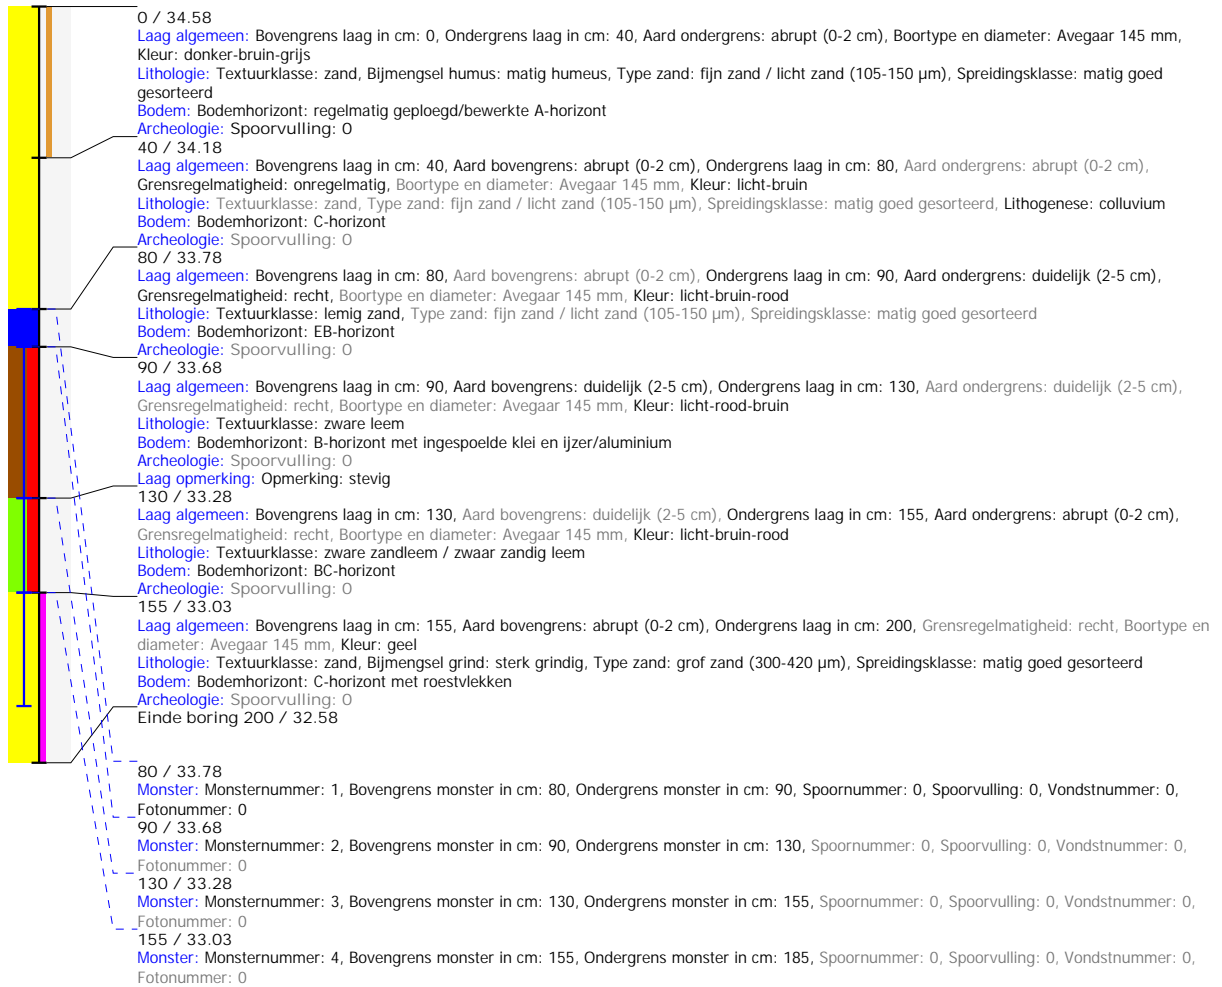 0 / 34.58
Laag algemeen: Bovengrens laag in cm: 0, Ondergrens laag in cm: 40, Aard ondergrens: abrupt (0-2 cm), Boortype en diameter: Avegaar 145 mm,
Kleur: donker-bruin-grijs
Lithologie: Textuurklasse: zand, Bijmengsel humus: matig humeus, Type zand: fijn zand / licht zand (105-150 µm), Spreidingsklasse: matig goed
gesorteerd
Bodem: Bodemhorizont: regelmatig geploegd/bewerkte A-horizont
Archeologie: Spoorvulling: 0
40 / 34.18
Laag algemeen: Bovengrens laag in cm: 40, Aard bovengrens: abrupt (0-2 cm), Ondergrens laag in cm: 80, Aard ondergrens: abrupt (0-2 cm),
Grensregelmatigheid: onregelmatig, Boortype en diameter: Avegaar 145 mm, Kleur: licht-bruin
Lithologie: Textuurklasse: zand, Type zand: fijn zand / licht zand (105-150 µm), Spreidingsklasse: matig goed gesorteerd, Lithogenese: colluvium
Bodem: Bodemhorizont: C-horizont
Archeologie: Spoorvulling: 0
80 / 33.78
Laag algemeen: Bovengrens laag in cm: 80, Aard bovengrens: abrupt (0-2 cm), Ondergrens laag in cm: 90, Aard ondergrens: duidelijk (2-5 cm),
Grensregelmatigheid: recht, Boortype en diameter: Avegaar 145 mm, Kleur: licht-bruin-rood
Lithologie: Textuurklasse: lemig zand, Type zand: fijn zand / licht zand (105-150 µm), Spreidingsklasse: matig goed gesorteerd
Bodem: Bodemhorizont: EB-horizont
Archeologie: Spoorvulling: 0
90 / 33.68
Laag algemeen: Bovengrens laag in cm: 90, Aard bovengrens: duidelijk (2-5 cm), Ondergrens laag in cm: 130, Aard ondergrens: duidelijk (2-5 cm),
Grensregelmatigheid: recht, Boortype en diameter: Avegaar 145 mm, Kleur: licht-rood-bruin
Lithologie: Textuurklasse: zware leem
Bodem: Bodemhorizont: B-horizont met ingespoelde klei en ijzer/aluminium
Archeologie: Spoorvulling: 0
Laag opmerking: Opmerking: stevig
130 / 33.28
Laag algemeen: Bovengrens laag in cm: 130, Aard bovengrens: duidelijk (2-5 cm), Ondergrens laag in cm: 155, Aard ondergrens: abrupt (0-2 cm),
Grensregelmatigheid: recht, Boortype en diameter: Avegaar 145 mm, Kleur: licht-bruin-rood
Lithologie: Textuurklasse: zware zandleem / zwaar zandig leem
Bodem: Bodemhorizont: BC-horizont
Archeologie: Spoorvulling: 0
155 / 33.03
Laag algemeen: Bovengrens laag in cm: 155, Aard bovengrens: abrupt (0-2 cm), Ondergrens laag in cm: 200, Grensregelmatigheid: recht, Boortype en
diameter: Avegaar 145 mm, Kleur: geel
Lithologie: Textuurklasse: zand, Bijmengsel grind: sterk grindig, Type zand: grof zand (300-420 µm), Spreidingsklasse: matig goed gesorteerd
Bodem: Bodemhorizont: C-horizont met roestvlekken
Archeologie: Spoorvulling: 0
Einde boring 200 / 32.58
80 / 33.78
Monster: Monsternummer: 1, Bovengrens monster in cm: 80, Ondergrens monster in cm: 90, Spoornummer: 0, Spoorvulling: 0, Vondstnummer: 0,
Fotonummer: 0
90 / 33.68
Monster: Monsternummer: 2, Bovengrens monster in cm: 90, Ondergrens monster in cm: 130, Spoornummer: 0, Spoorvulling: 0, Vondstnummer: 0,
Fotonummer: 0
130 / 33.28
Monster: Monsternummer: 3, Bovengrens monster in cm: 130, Ondergrens monster in cm: 155, Spoornummer: 0, Spoorvulling: 0, Vondstnummer: 0,
Fotonummer: 0
155 / 33.03
Monster: Monsternummer: 4, Bovengrens monster in cm: 155, Ondergrens monster in cm: 185, Spoornummer: 0, Spoorvulling: 0, Vondstnummer: 0,
Fotonummer: 0